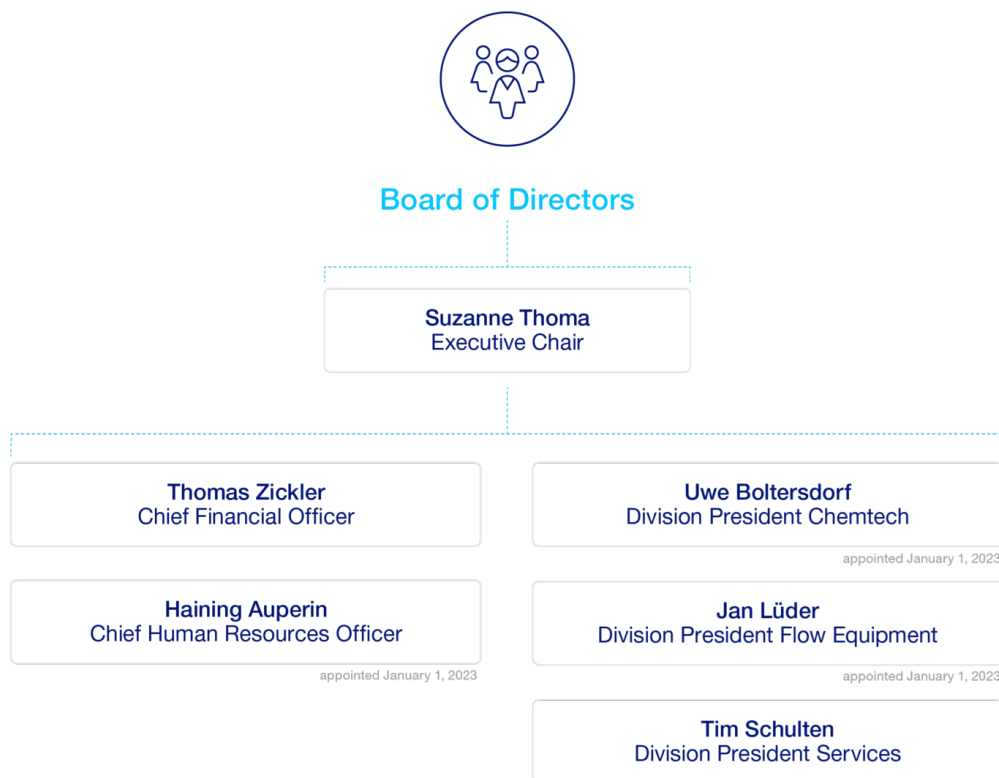 Board of Directors
Suzanne Thoma
Executive Chair
Thomas Zickler
Chief Financial Officer
Haining Auperin
Chief Human Resources Officer
appointed January 1, 2023
Uwe Boltersdorf
Division President Chemtech
appointed January 1, 2023
Jan Lüder
Division President Flow Equipment
appointed January 1, 2023
Tim Schulten
Division President Services